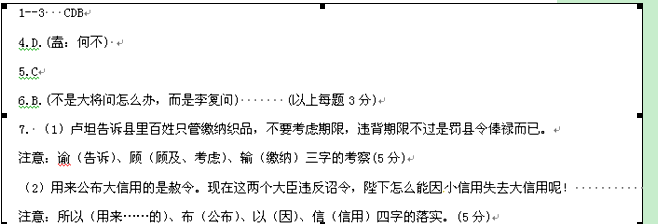 1--3···CDB
4.D.(盍：何不)·
5.C
6.B.(不是大将问怎么办，而是李复问)·······(以上每题3分)
7.·（1）卢坦告诉县里百姓只管缴纳织品，不要考虑期限，违背期限不过是罚县令俸禄而已。
注意：谕（告诉）、顾（顾及、考虑）、输（缴纳）三字的考察(5分)
（2）用来公布大信用的是赦令。现在这两个大臣违反诏令，陛下怎么能因小信用失去大信用呢！············
注意：所以（用来……的）、布（公布）、以（因）、信（信用）四字的落实。(5分)